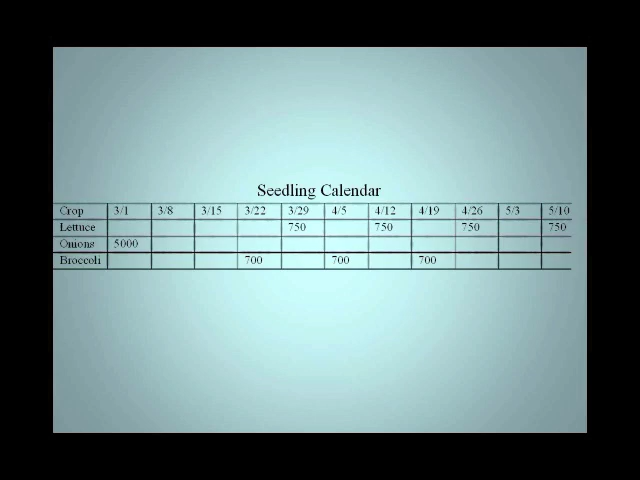 Seedling Calendar
Crop 3/1 3/8 3/15 3/22 3/29 4/5 4/12 4/19 4/26 5/3 5/10
Lettuce 750 750 750 750
Onions 5000
Broccoli 700 700 700